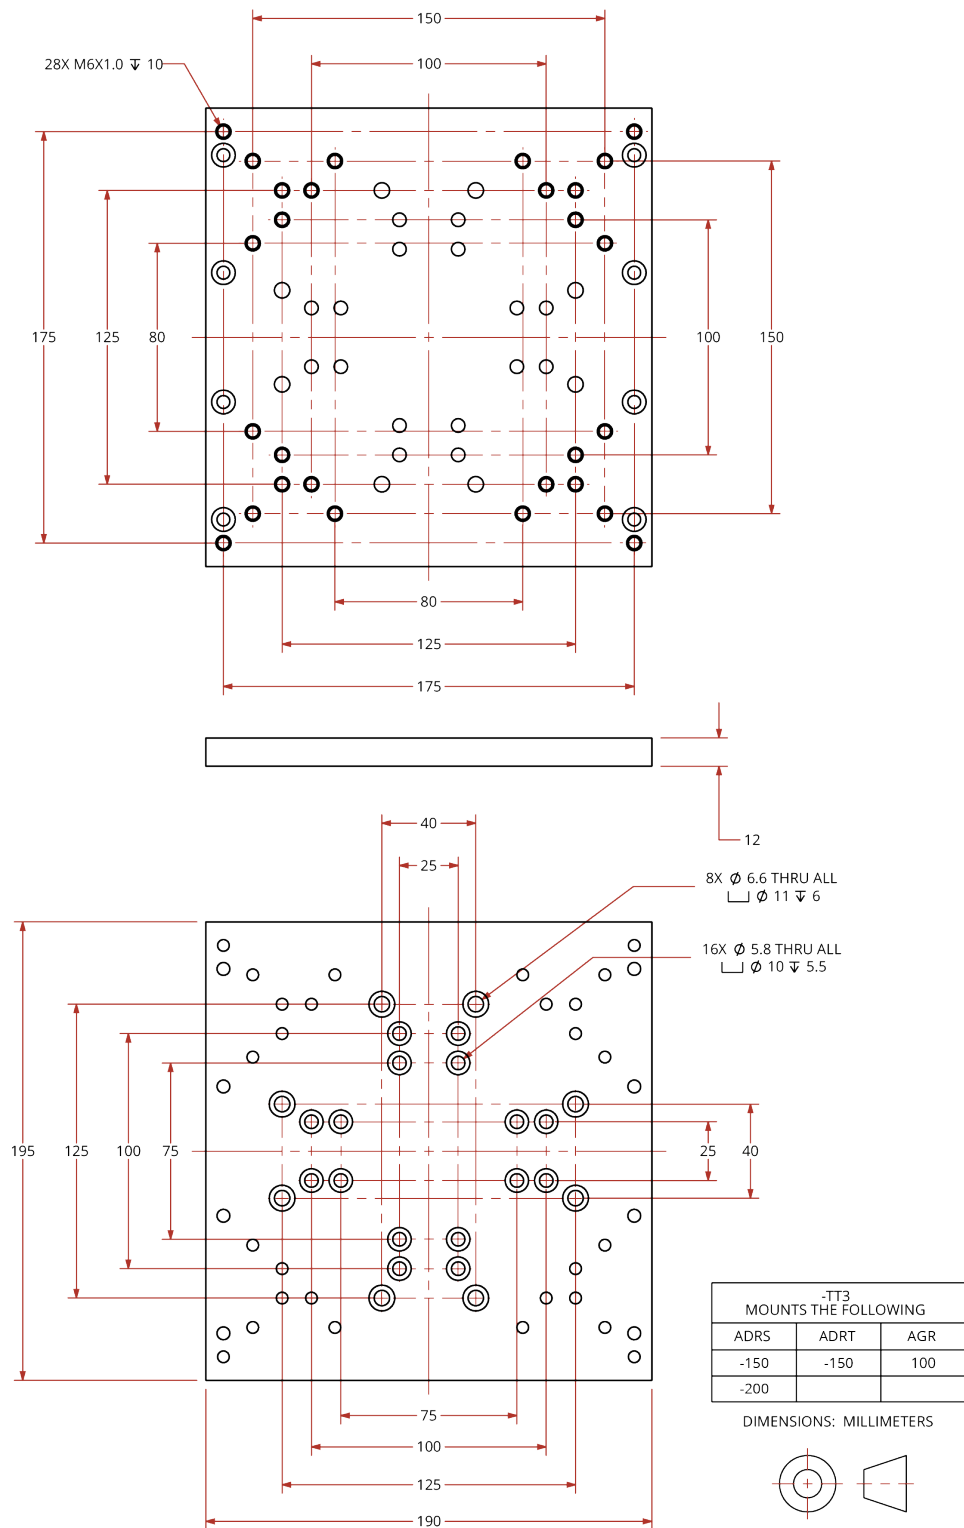 150
28X M6X1.0 ↧ 10
100
175
125
80
100
150
80
125
175
12
40
25
8X ⌀ 6.6 THRU ALL
⌴ ⌀ 11 ↧ 6
16X ⌀ 5.8 THRU ALL
⌴ ⌀ 10 ↧ 5.5
195
125
100
75
25
40
-TT3
MOUNTS THE FOLLOWING
ADRS ADRT AGR
-150 -150 100
-200
DIMENSIONS: MILLIMETERS
75
100
125
190